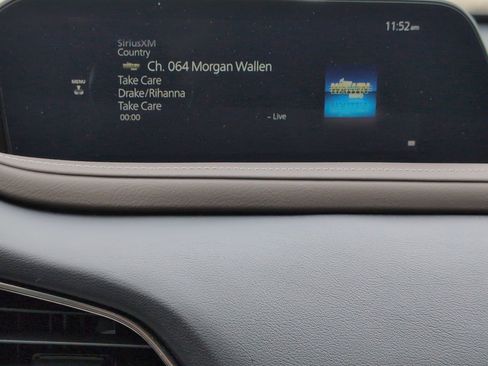 11:52am
SiriusXM
Country
Ch. 064 Morgan Wallen
MENU
Take Care
Drake/Rihanna
Take Care
00:00
- Live